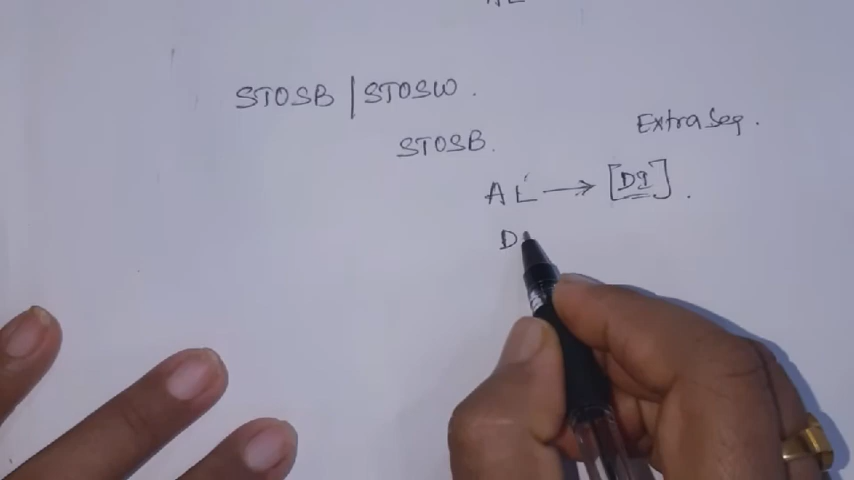 STOSB | STOSW.
Extra Seg.
STOSB.
AL → [DI].
D